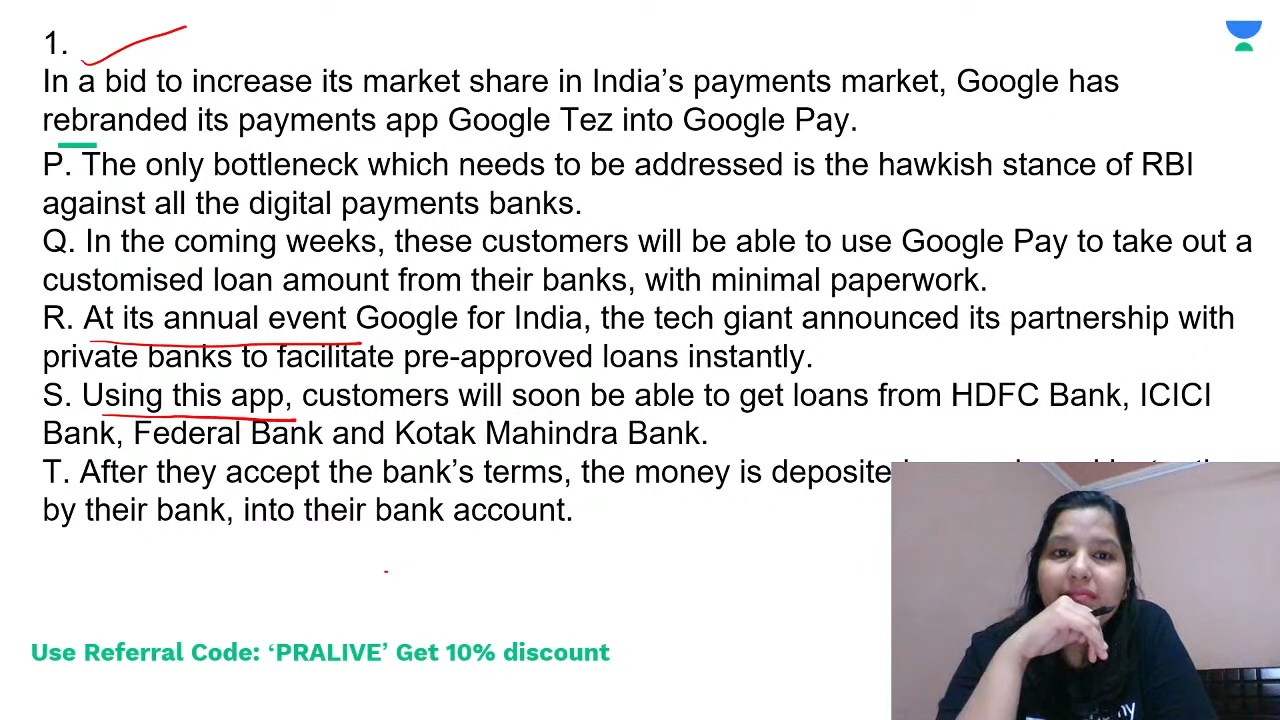 1.
In a bid to increase its market share in India's payments market, Google has
rebranded its payments app Google Tez into Google Pay.
P. The only bottleneck which needs to be addressed is the hawkish stance of RBI
against all the digital payments banks.
Q. In the coming weeks, these customers will be able to use Google Pay to take out a
customised loan amount from their banks, with minimal paperwork.
R. At its annual event Google for India, the tech giant announced its partnership with
private banks to facilitate pre-approved loans instantly.
S. Using this app, customers will soon be able to get loans from HDFC Bank, ICICI
Bank, Federal Bank and Kotak Mahindra Bank.
T. After they accept the bank's terms, the money is
by their bank, into their bank account.
Use Referral Code: 'PRALIVE' Get 10% discount